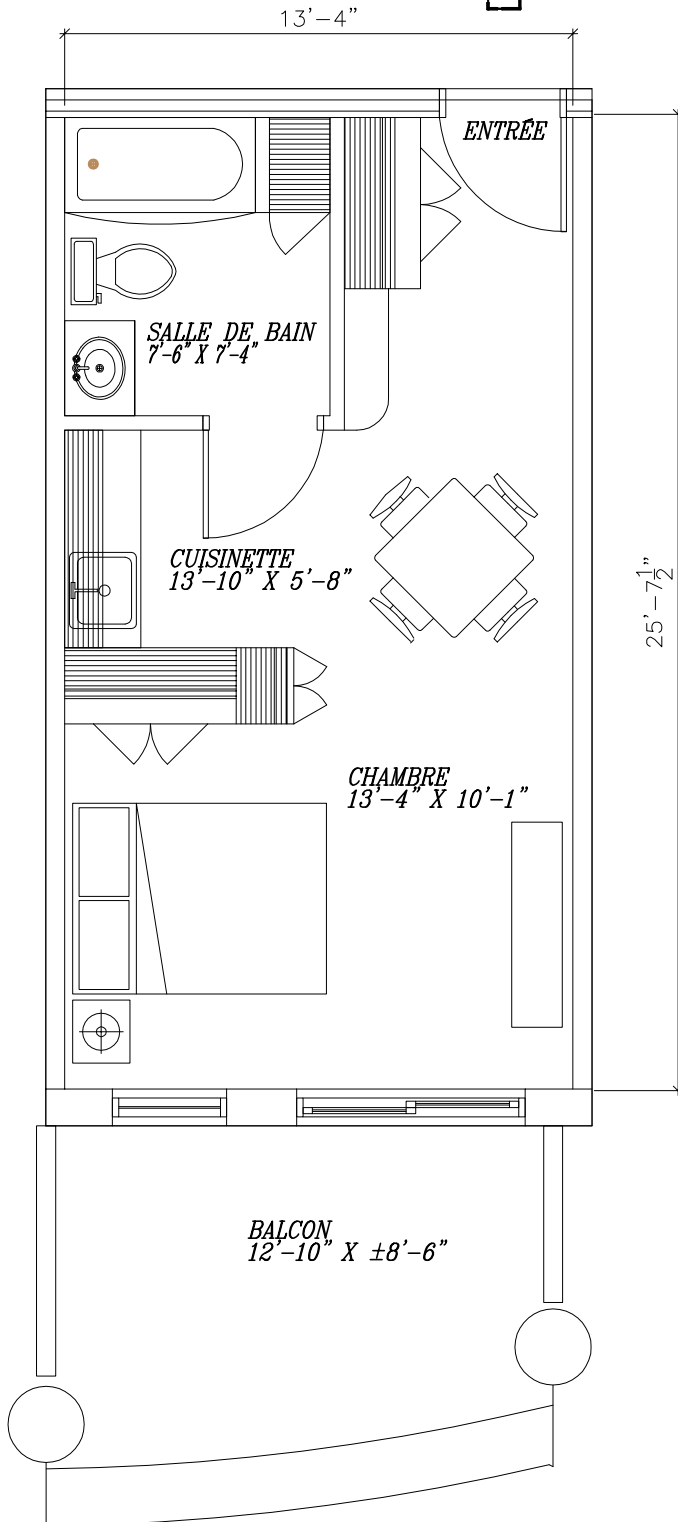 13'-4"
ENTRÉE
SALLE DE BAIN
7'-6" X 7'-4"
CUISINETTE
13'-10" X 5'-8"
25'-7½"
CHAMBRE
13'-4" X 10'-1"
BALCON
12'-10" X ±8'-6"